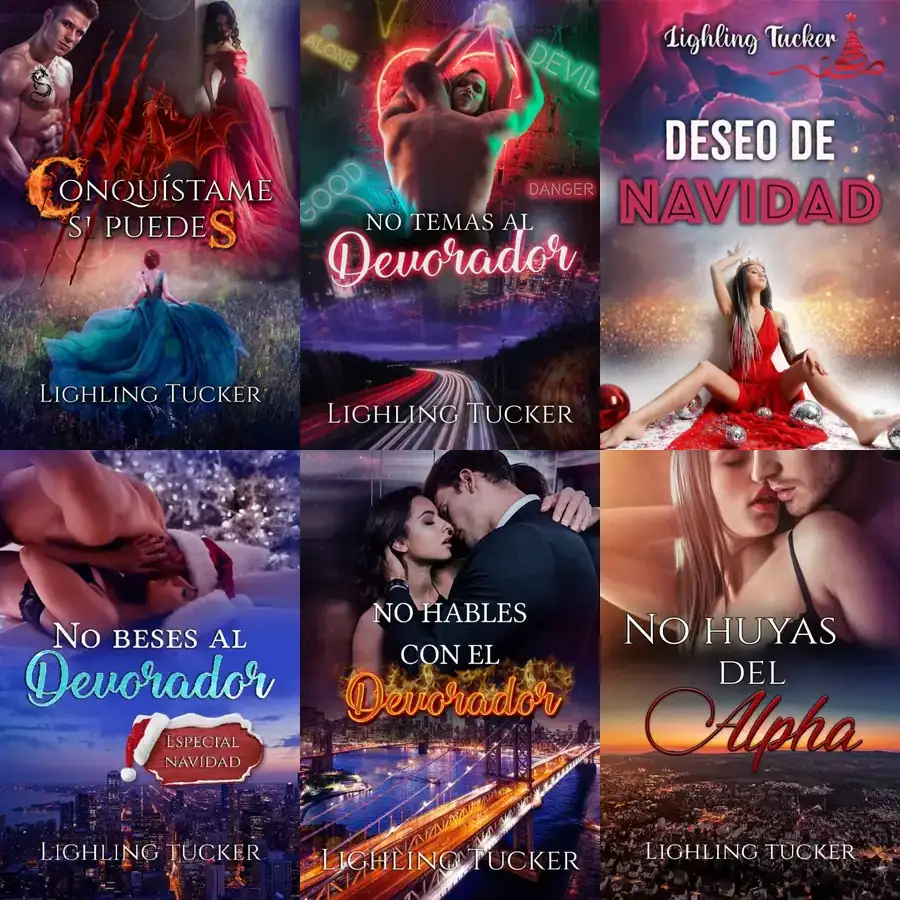 CONQUÍSTAME
SI PUEDES
LIGHLING TUCKER
ALONE
DEVIL
GOOD
DANGER
NO TEMAS AL
Devorador
LIGHLING TUCKER
Lighling Tucker
DESEO DE
NAVIDAD
NO BESES AL
Devorador
ESPECIAL
NAVIDAD
LIGHLING TUCKER
NO HABLES
CON EL
Devorador
LIGHLING TUCKER
NO HUYAS
DEL
Alpha
LIGHLING TUCKER